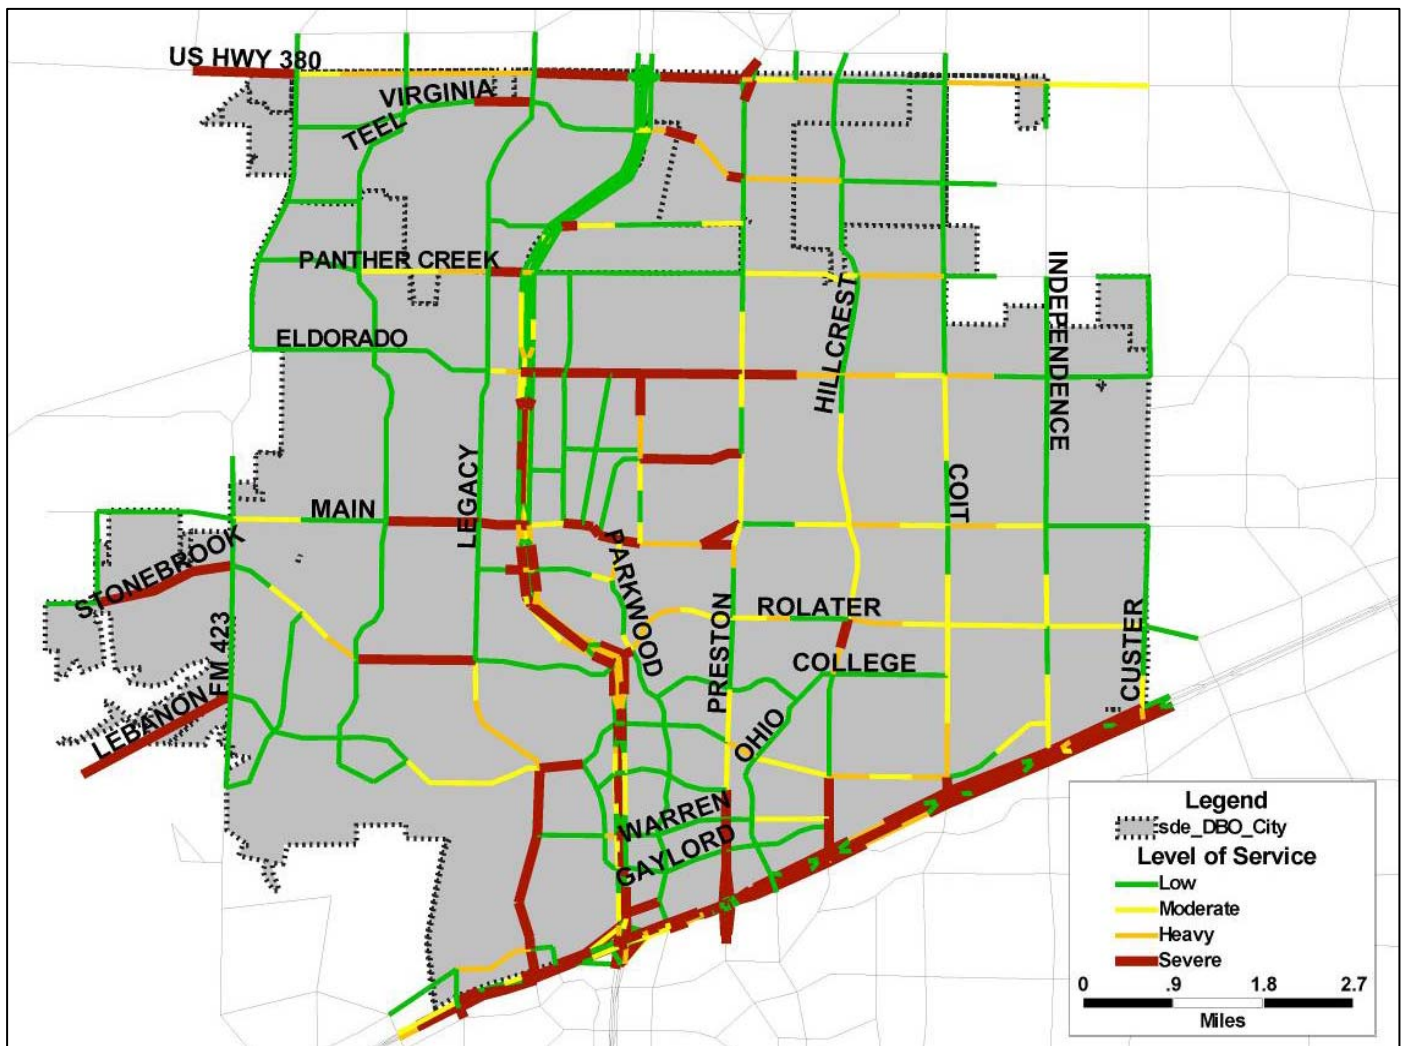 US HWY 380
VIRGINIA
TEEL
PANTHER CREEK
INDEPENDENCE
HILLCREST
ELDORADO
LEGACY
COIT
MAIN
STONEBROOK
PARKWOOD
ROLATER
CUSTER
FM 423
PRESTON
COLLEGE
LEBANON
OHIO
WARREN
GAYLORD
Legend
sde_DBO_City
Level of Service
Low
Moderate
Heavy
Severe
0 .9 1.8 2.7
Miles